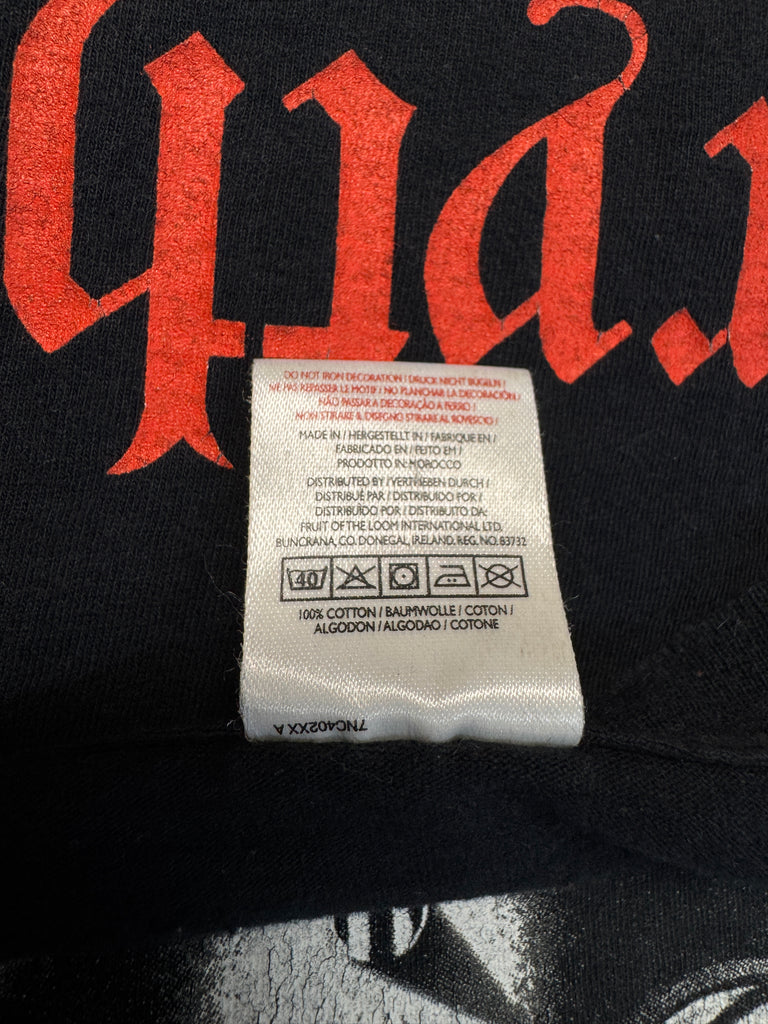 DO NOT IRON DECORATION / DRUCK NICHT BÜGELN /
NE PAS REPASSER LE MOTIF / NO PLANCHAR LA DECORACIÓN /
NÃO PASSAR A DECORAÇÃO A FERRO /
NON STIRARE IL DISEGNO STIRARE AL ROVESCIO /
MADE IN / HERGESTELLT IN / FABRIQUE EN /
FABRICADO EN / FEITO EM /
PRODOTTO IN: MOROCCO
DISTRIBUTED BY / VERTRIEBEN DURCH /
DISTRIBUÉ PAR / DISTRIBUIDO POR /
DISTRIBUÍDO POR / DISTRIBUITO DA:
FRUIT OF THE LOOM INTERNATIONAL LTD.
BUNCRANA, CO. DONEGAL, IRELAND. REG. NO. 83732
40
100% COTTON / BAUMWOLLE / COTON /
ALGODON / ALGODAO / COTONE
7NC402XX A